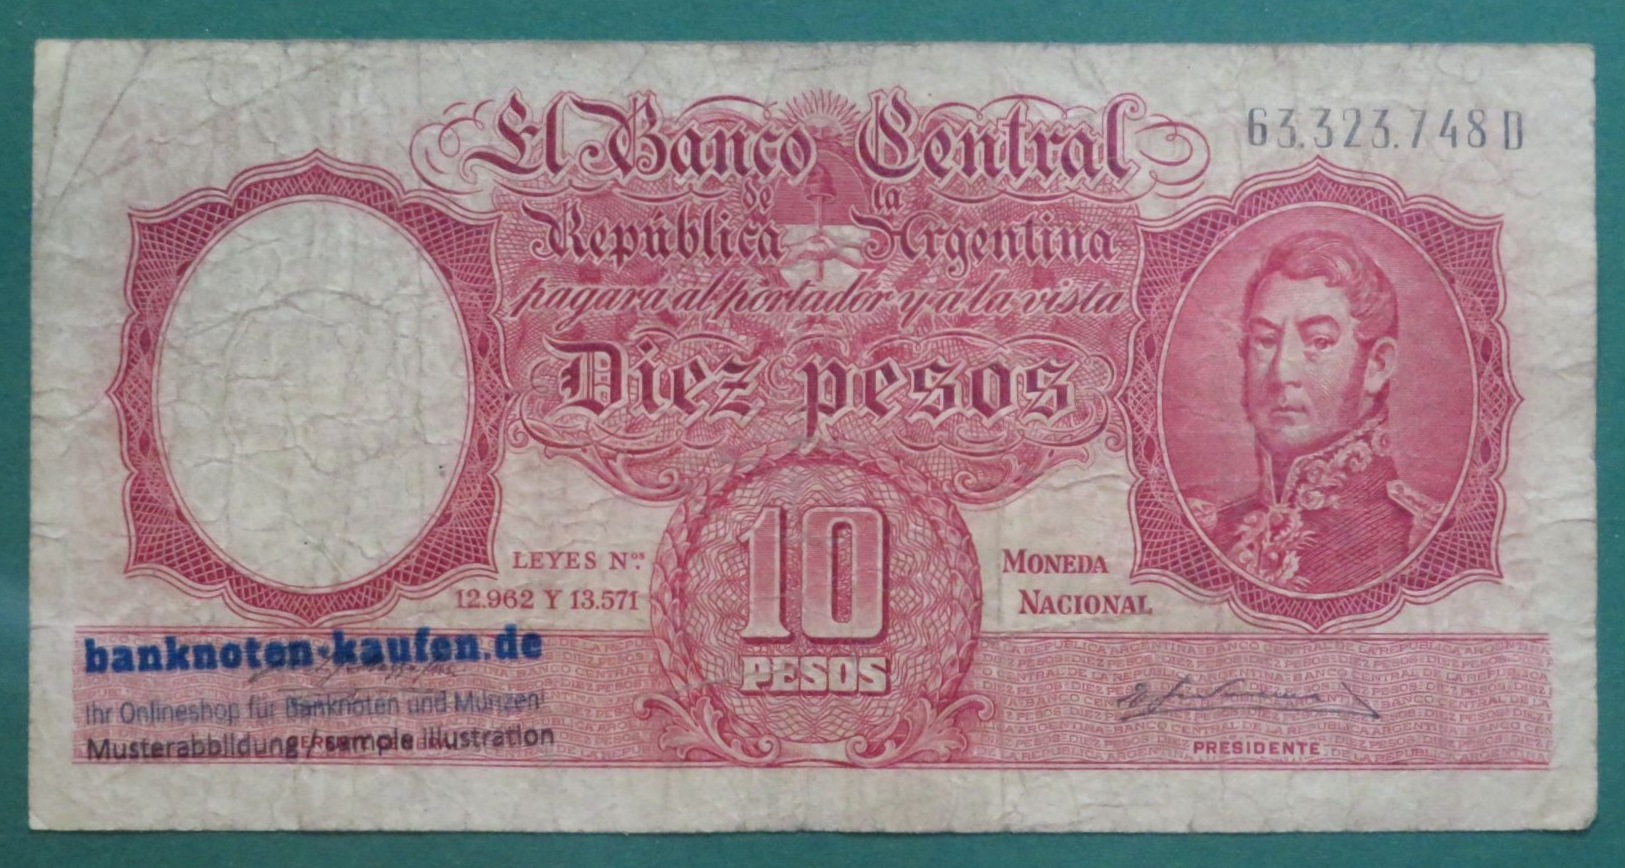 El Banco Central
de la
República Argentina
pagará al portador y a la vista
Diez pesos
63.323.748 D
LEYES Nos.
12.962 Y 13.571
MONEDA
NACIONAL
10
PESOS
PRESIDENTE
banknoten-kaufen.de
Ihr Onlineshop für Banknoten und Münzen!
Musterabbildung / sample illustration